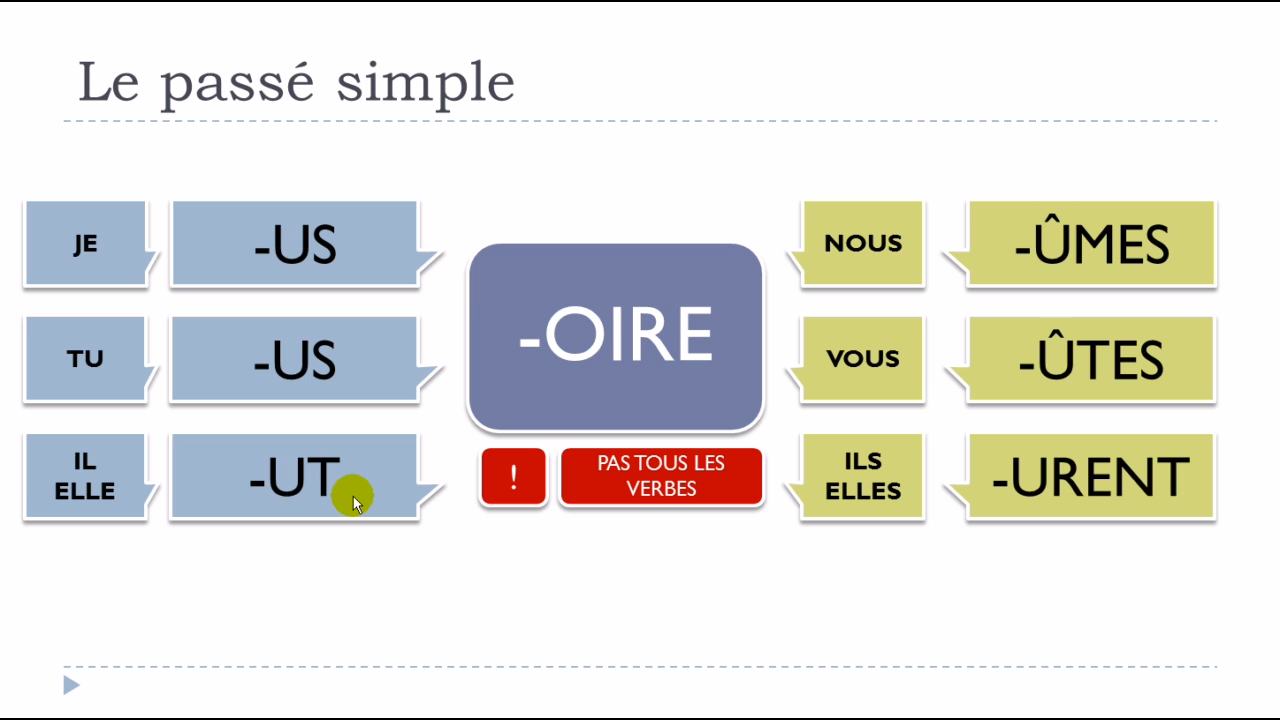 Le passé simple
JE
-US
TU
-US
IL
ELLE
-UT
-OIRE
!
PAS TOUS LES
VERBES
NOUS
-ÛMES
VOUS
-ÛTES
ILS
ELLES
-URENT